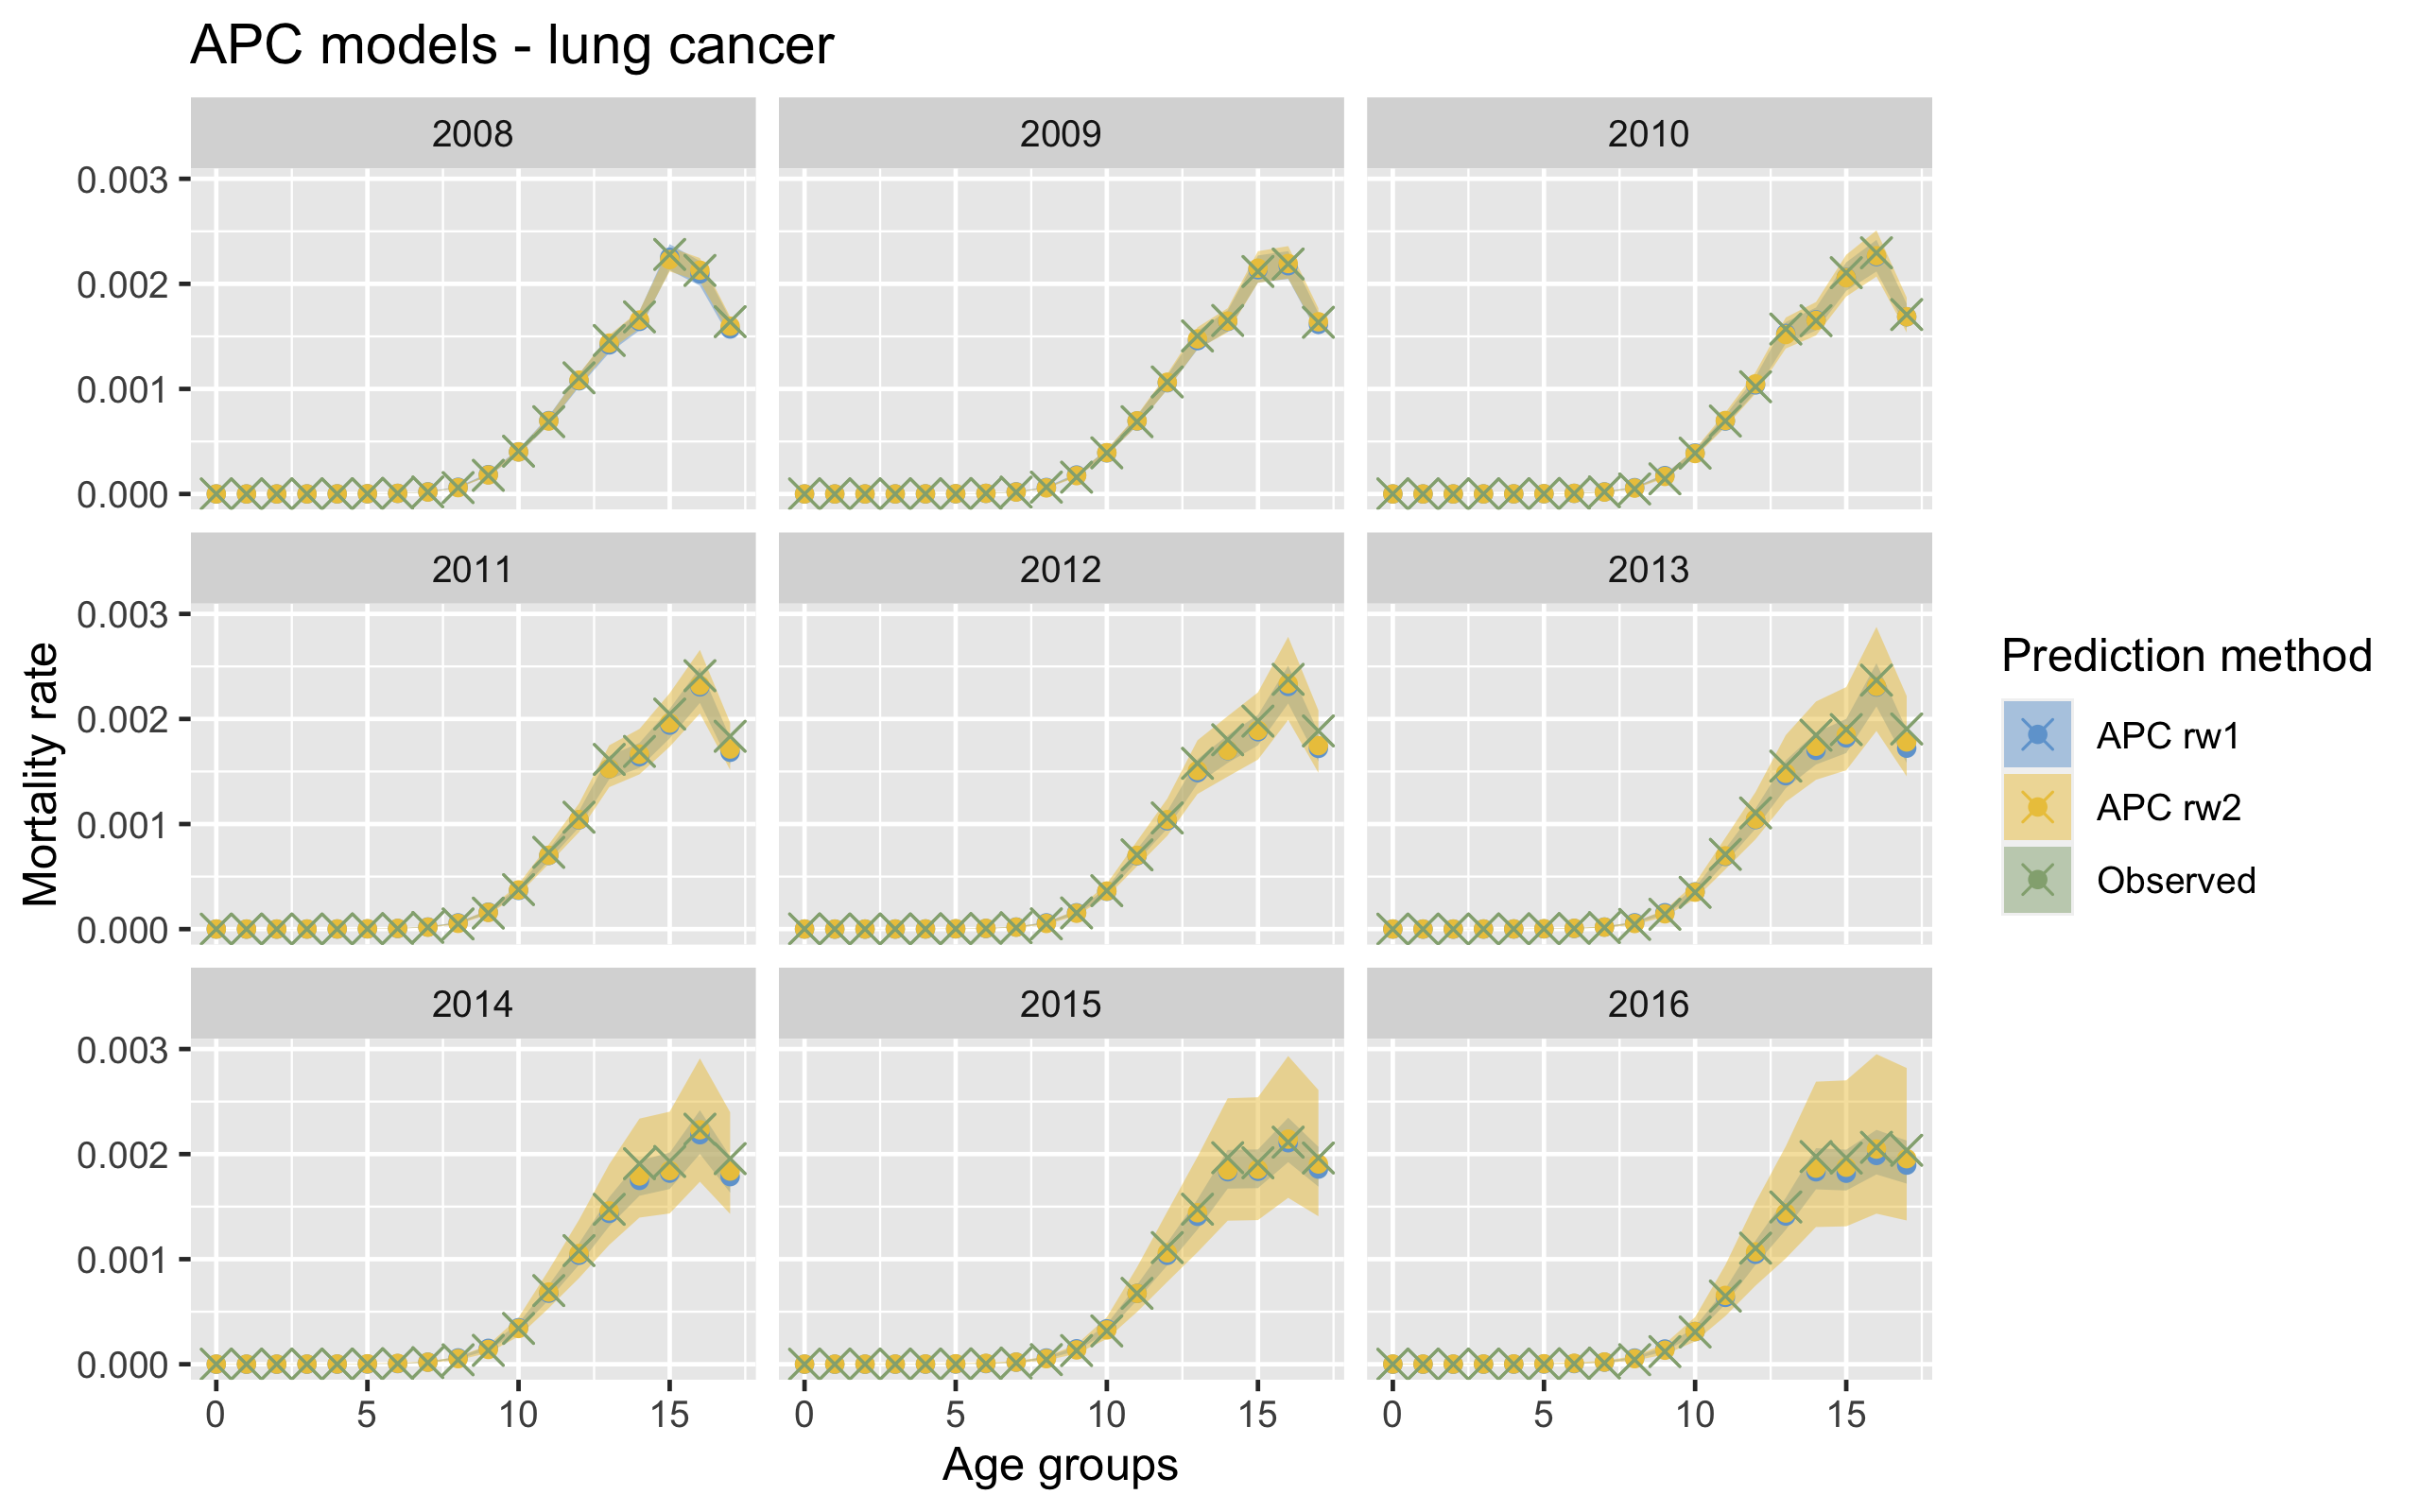 APC models - lung cancer
2008
2009
2010
0.003
0.002
0.001
0.000
2011
2012
2013
0.003
0.002
0.001
0.000
2014
2015
2016
0.003
0.002
0.001
0.000
0 5 10 15
0 5 10 15
0 5 10 15
Age groups
Mortality rate
Prediction method
APC rw1
APC rw2
Observed